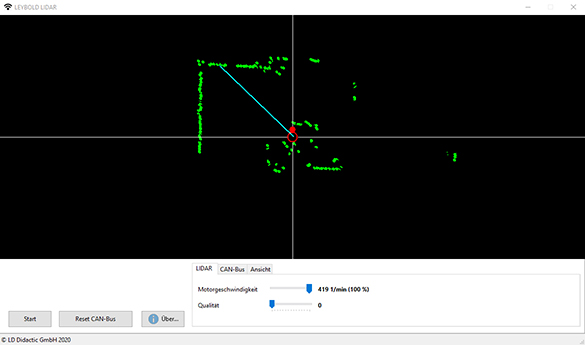 LEYBOLD LIDAR
LIDAR CAN-Bus Ansicht
Motorgeschwindigkeit 419 1/min (100 %)
Qualität 0
Start Reset CAN-Bus Über...
© LD Didactic GmbH 2020